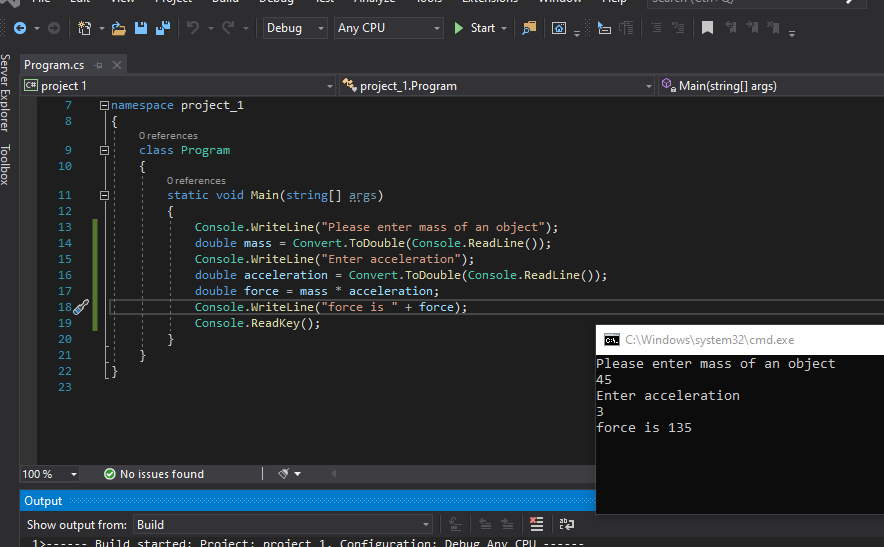 Debug Any CPU Start
Server Explorer
Toolbox
Program.cs
C# project 1 project_1.Program Main(string[] args)
7 namespace project_1
8 {
0 references
9 class Program
10 {
0 references
11 static void Main(string[] args)
12 {
13 Console.WriteLine("Please enter mass of an object");
14 double mass = Convert.ToDouble(Console.ReadLine());
15 Console.WriteLine("Enter acceleration");
16 double acceleration = Convert.ToDouble(Console.ReadLine());
17 double force = mass * acceleration;
18 Console.WriteLine("force is " + force);
19 Console.ReadKey();
20 }
21 }
22 }
23
C:\Windows\system32\cmd.exe
Please enter mass of an object
45
Enter acceleration
3
force is 135
100 % No issues found
Output
Show output from: Build
1>------ Build started: Project: project 1, Configuration: Debug Any CPU ------